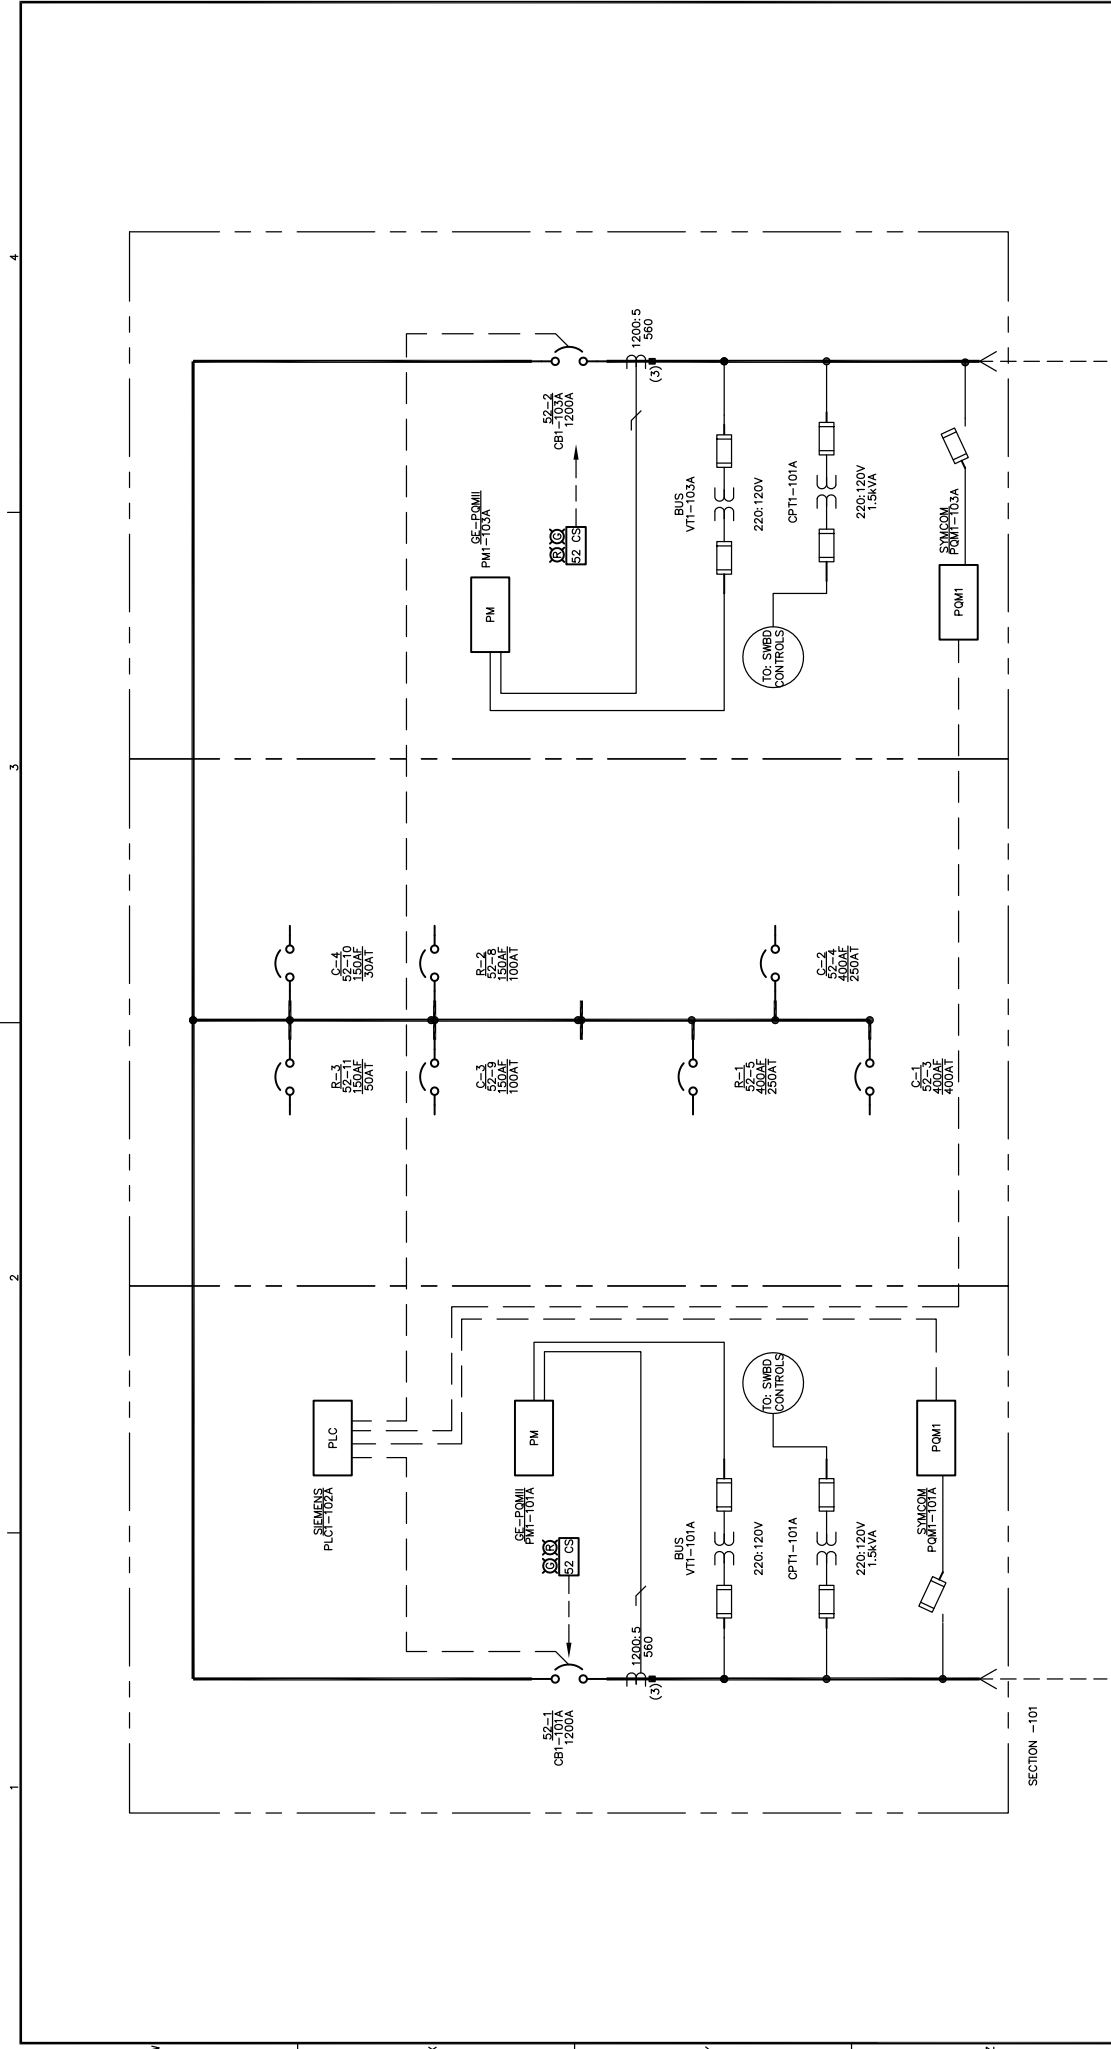 1
2
3
4
SIEMENS
PLC1-102A
PLC
R-3
52-11
150AF
50AT
C-4
52-10
150AF
30AT
C-3
52-9
150AF
100AT
R-2
52-8
150AF
100AT
GE-PQMII
PM1-103A
PM
GE-PQMII
PM1-101A
PM
52-1
CB1-101A
1200A
G R
52 CS
R G
52 CS
52-2
CB1-103A
1200A
1200:5
560
(3)
1200:5
560
(3)
BUS
VT1-101A
220:120V
R-1
52-5
400AF
250AT
BUS
VT1-103A
220:120V
CPT1-101A
220:120V
1.5kVA
TO: SWBD
CONTROLS
C-2
52-4
400AF
250AT
TO: SWBD
CONTROLS
CPT1-101A
220:120V
1.5kVA
SYMCOM
PQM1-101A
PQM1
C-1
52-3
400AF
400AT
PQM1
SYMCOM
PQM1-103A
SECTION -101